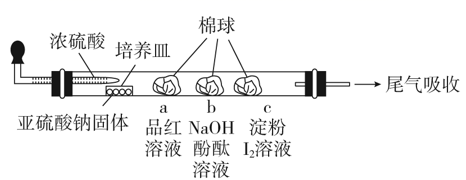 棉球
浓硫酸
培养皿
尾气吸收
亚硫酸钠固体
a b c
品红 NaOH 淀粉
溶液 酚酞 I₂溶液
溶液